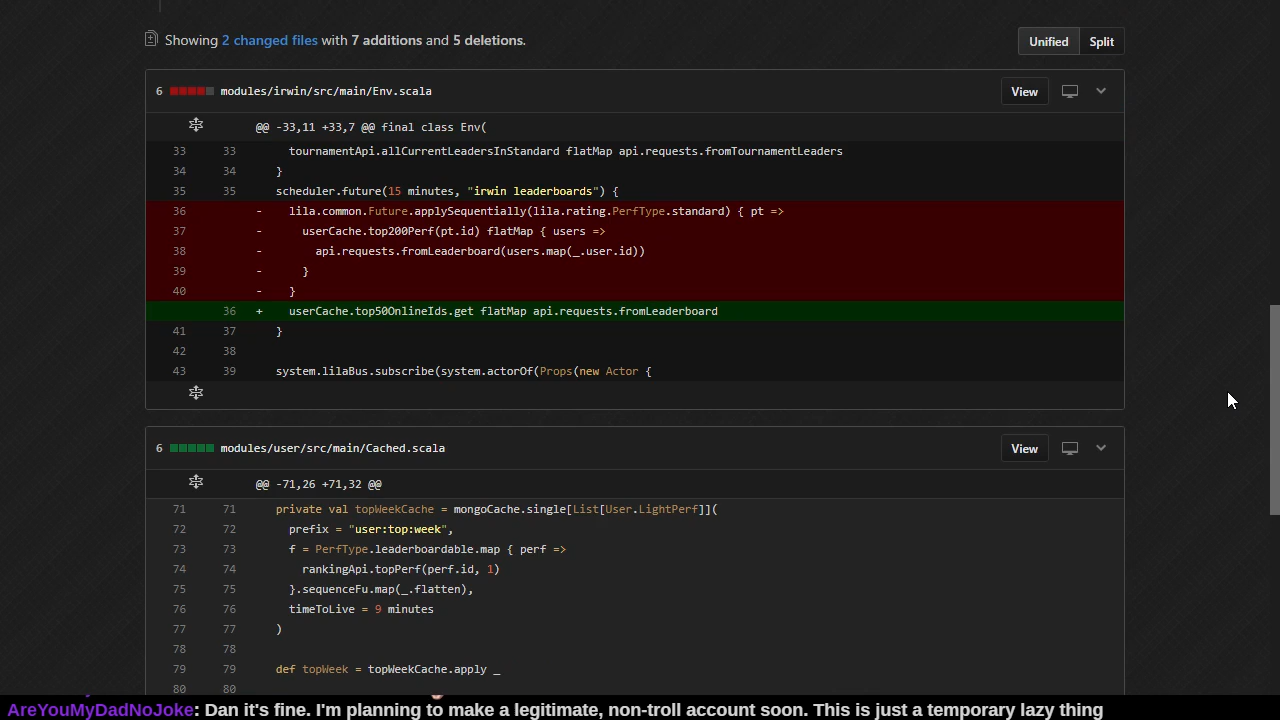 Showing 2 changed files with 7 additions and 5 deletions.
Unified Split
6 modules/irwin/src/main/Env.scala View
@@ -33,11 +33,7 @@ final class Env(
33 33 tournamentApi.allCurrentLeadersInStandard flatMap api.requests.fromTournamentLeaders
34 34 }
35 35 scheduler.future(15 minutes, "irwin leaderboards") {
36 - lila.common.Future.applySequentially(lila.rating.PerfType.standard) { pt =>
37 - userCache.top200Perf(pt.id) flatMap { users =>
38 - api.requests.fromLeaderboard(users.map(_.user.id))
39 - }
40 - }
36 + userCache.top50OnlineIds.get flatMap api.requests.fromLeaderboard
41 37 }
42 38
43 39 system.lilaBus.subscribe(system.actorOf(Props(new Actor {
6 modules/user/src/main/Cached.scala View
@@ -71,26 +71,32 @@
71 71 private val topWeekCache = mongoCache.single[List[User.LightPerf]](
72 72 prefix = "user:top:week",
73 73 f = PerfType.leaderboardable.map { perf =>
74 74 rankingApi.topPerf(perf.id, 1)
75 75 }.sequenceFu.map(_.flatten),
76 76 timeToLive = 9 minutes
77 77 )
78 78
79 79 def topWeek = topWeekCache.apply _
80 80
AreYouMyDadNoJoke: Dan it's fine. I'm planning to make a legitimate, non-troll account soon. This is just a temporary lazy thing